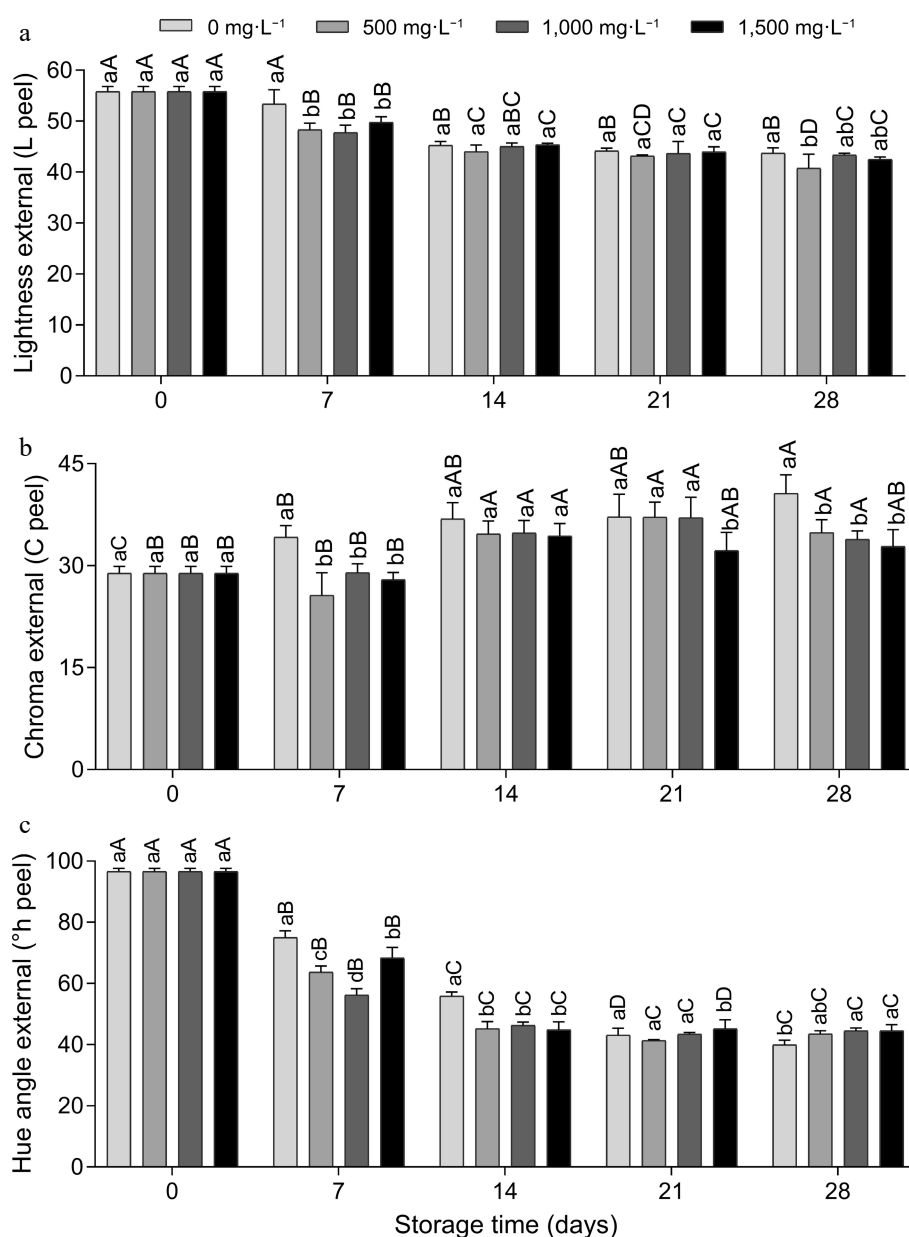 a
0 mg·L⁻¹ 500 mg·L⁻¹ 1,000 mg·L⁻¹ 1,500 mg·L⁻¹
Lightness external (L peel)
60
50
40
30
20
10
0
aA aA aA aA
aA bB bB bB
aB aC aBC aC
aB aCD aC aC
aB bD abC abC
0 7 14 21 28
b
Chroma external (C peel)
45
30
15
0
aC aB aB aB
aB bB bB bB
aAB aA aA aA
aAB aA aA bAB
aA bA bA bAB
0 7 14 21 28
c
Hue angle external (°h peel)
100
80
60
40
20
0
aA aA aA aA
aB cB dB bB
aC bC bC bC
aD aC aC bD
bC abC aC aC
0 7 14 21 28
Storage time (days)